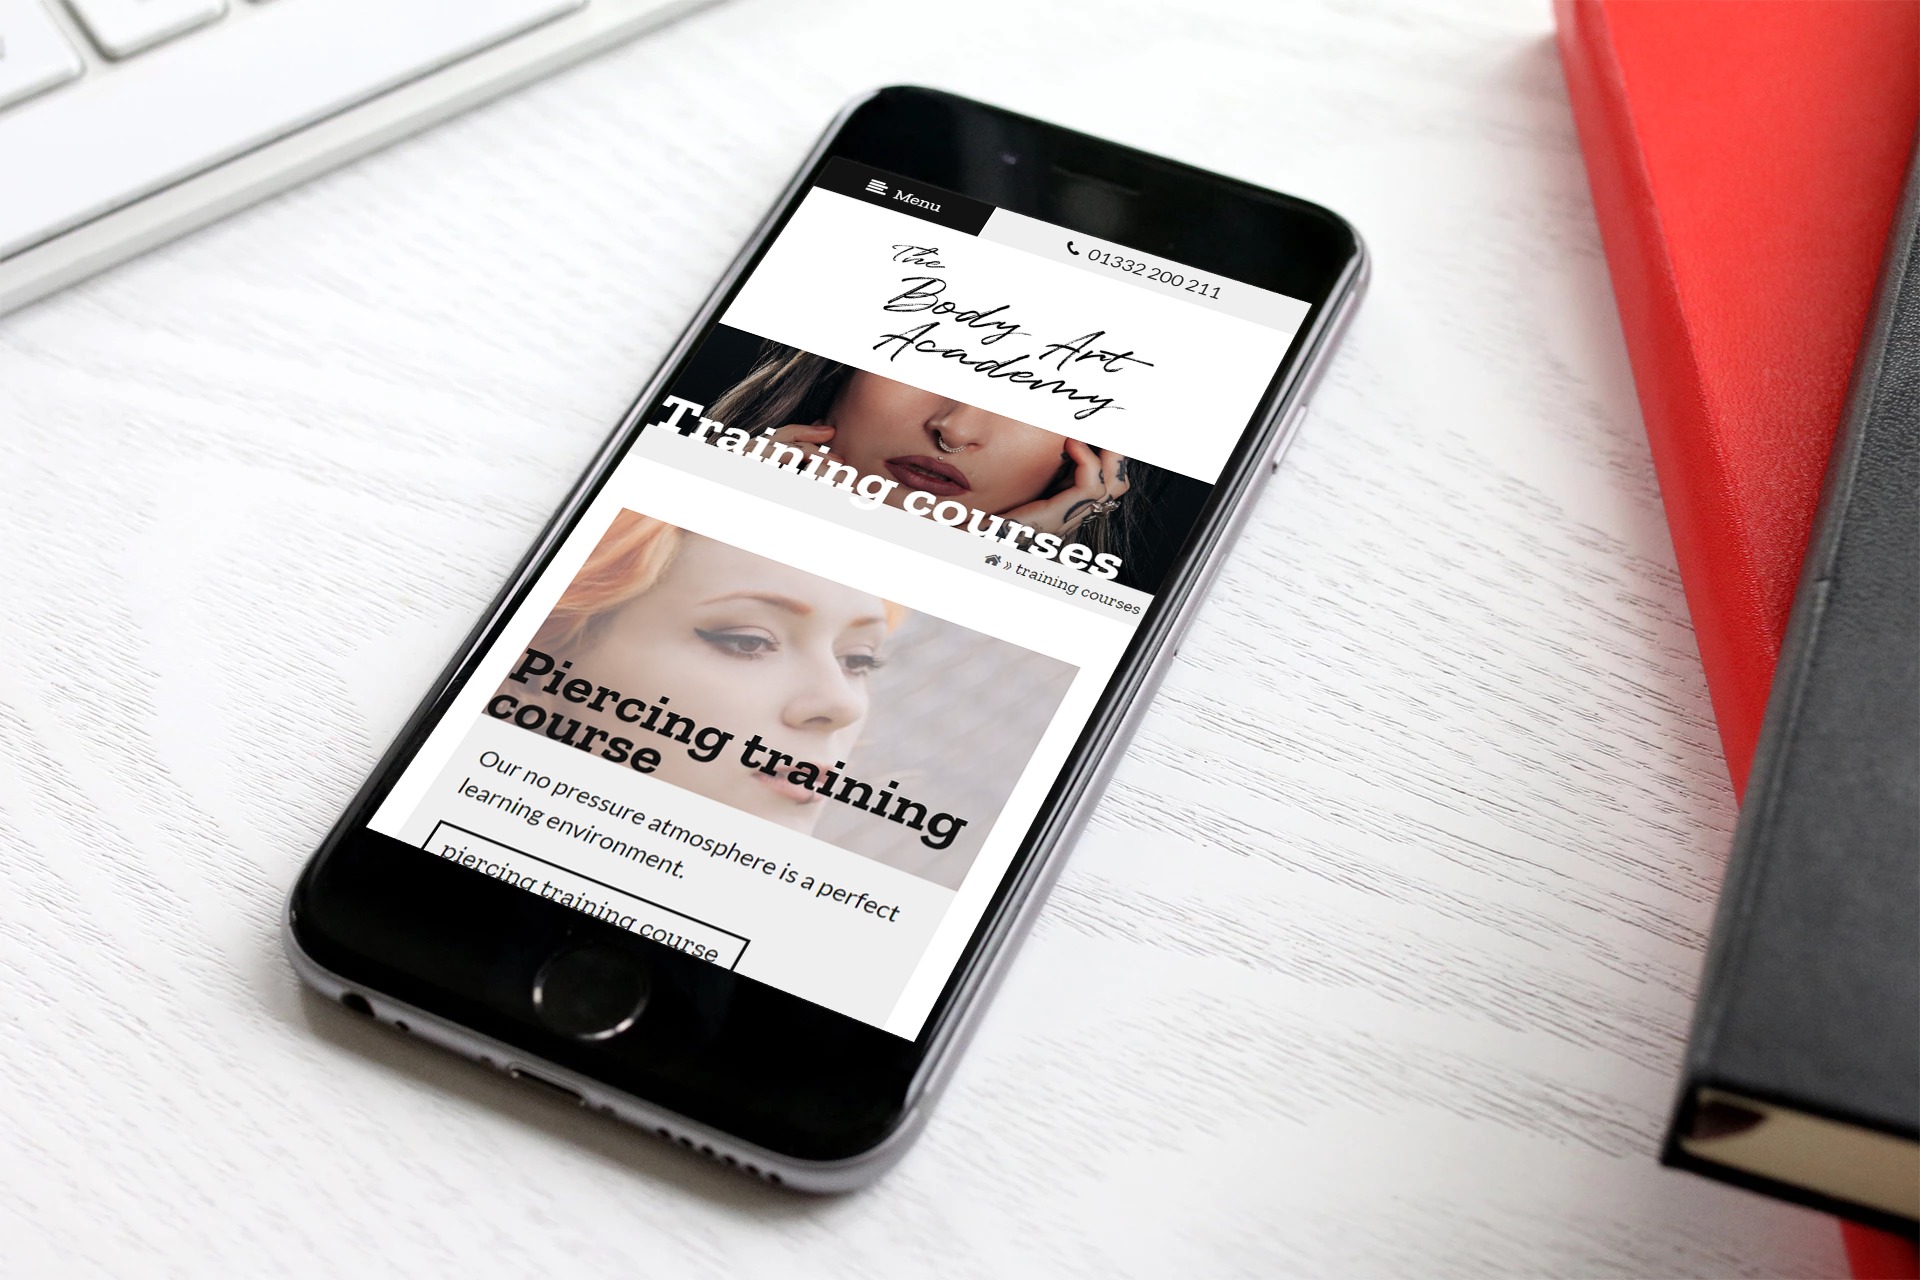 Menu
01332 200 211
The
Body Art
Academy
Training courses
» training courses
Piercing training
course
Our no pressure atmosphere is a perfect
learning environment.
piercing training course